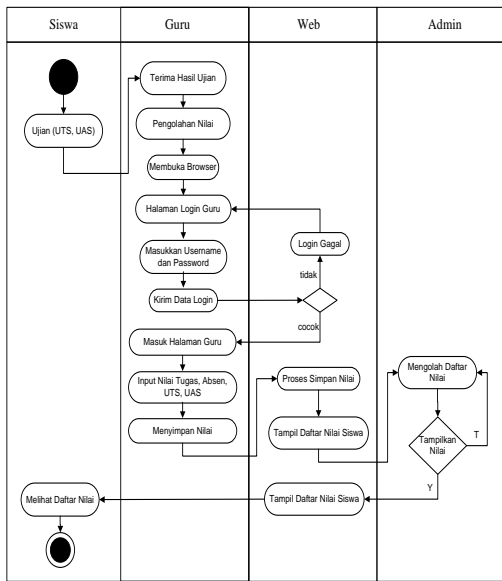 Siswa
Guru
Web
Admin
Terima Hasil Ujian
Ujian (UTS, UAS)
Pengolahan Nilai
Membuka Browser
Halaman Login Guru
Login Gagal
Masukkan Username
dan Password
tidak
Kirim Data Login
cocok
Masuk Halaman Guru
Input Nilai Tugas, Absen,
UTS, UAS
Proses Simpan Nilai
Mengolah Daftar
Nilai
Menyimpan Nilai
Tampil Daftar Nilai Siswa
Tampilkan
Nilai
T
Y
Melihat Daftar Nilai
Tampil Daftar Nilai Siswa